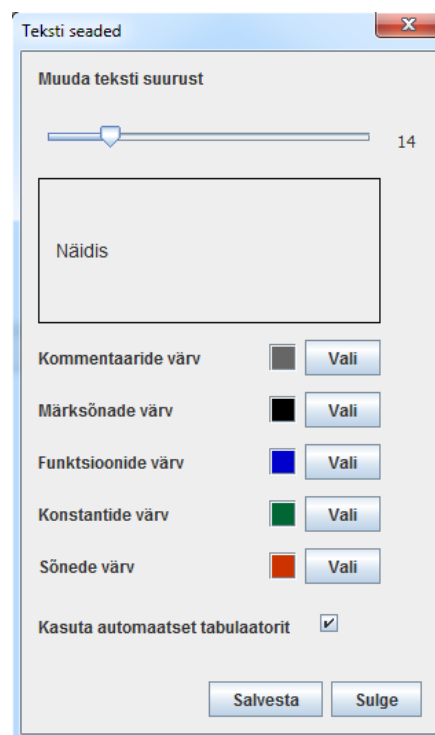 Teksti seaded
Muuda teksti suurust
14
Näidis
Kommentaaride värv Vali
Märksõnade värv Vali
Funktsioonide värv Vali
Konstantide värv Vali
Sõnede värv Vali
Kasuta automaatset tabulaatorit
Salvesta Sulge